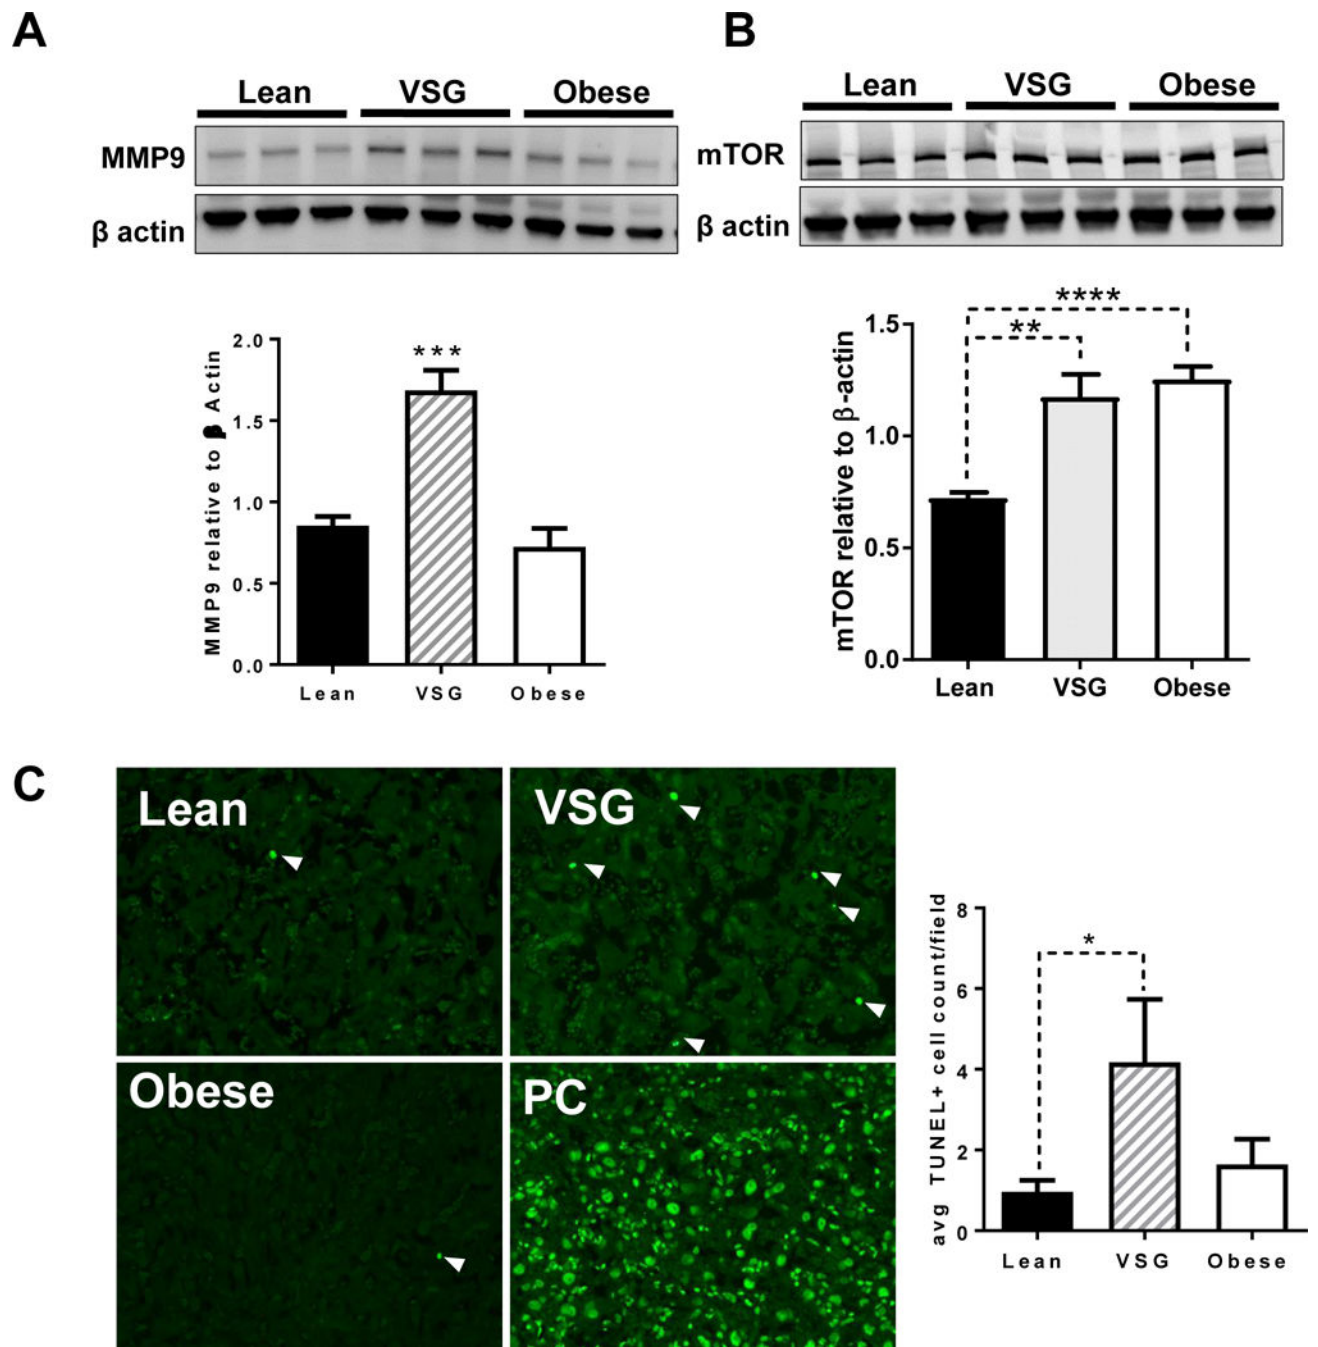 A
Lean VSG Obese
MMP9
β actin
MMP9 relative to β Actin
2.0
***
1.5
1.0
0.5
0.0
Lean VSG Obese
B
Lean VSG Obese
mTOR
β actin
mTOR relative to β-actin
****
1.5
**
1.0
0.5
0.0
Lean VSG Obese
C
Lean
VSG
Obese
PC
avg TUNEL+ cell count/field
8
*
6
4
2
0
Lean VSG Obese